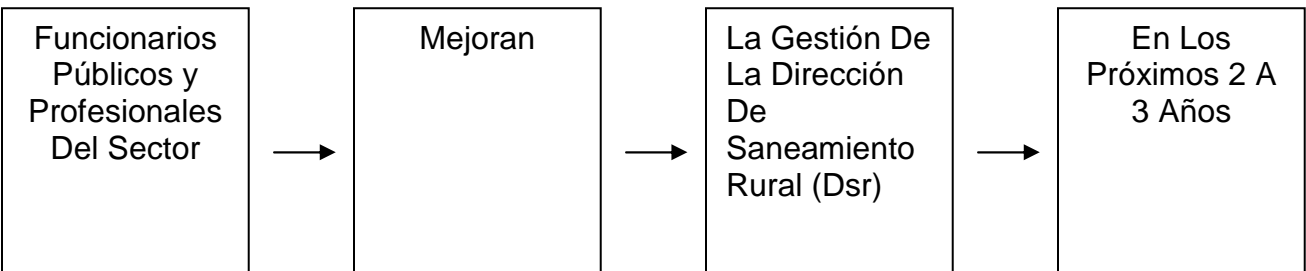 Funcionarios
Públicos y
Profesionales
Del Sector
Mejoran
La Gestión De
La Dirección
De
Saneamiento
Rural (Dsr)
En Los
Próximos 2 A
3 Años